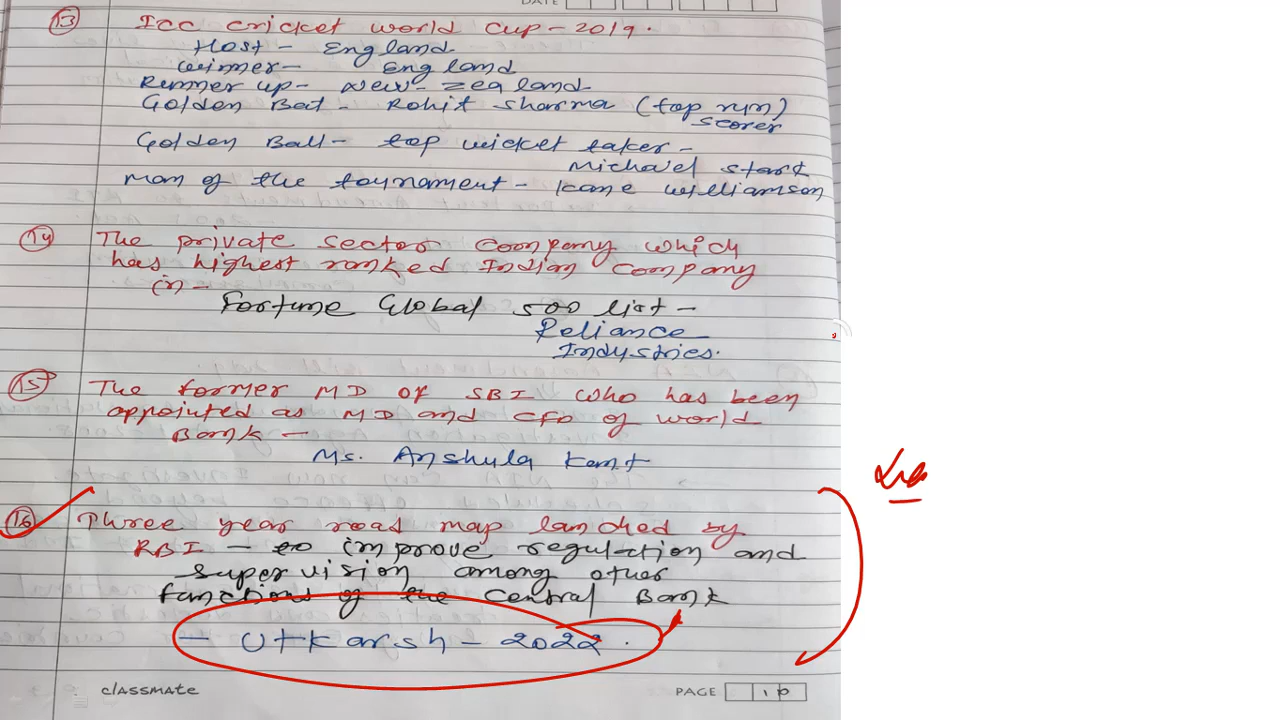 DATE
13 ICC cricket world cup - 2019.
Host - England
winner - England
Runner up - new - zealand
Golden Bat - Rohit sharma (top run)
scorer
Golden Ball - top wicket taker -
Michael start
man of the tournament - kane williamson
14 The private sector Company which
has highest ranked Indian Company
in -
Fortune Global 500 list -
Reliance
Industries.
15 The former MD of SBI who has been
appointed as MD and CFO of world
Bank -
Ms. Anshula Kant
16 Three year road map lanched by
RBI - to improve regulation and
supervision among other
functions of the Central Bank
- Utkarsh - 2022.
classmate
PAGE 10